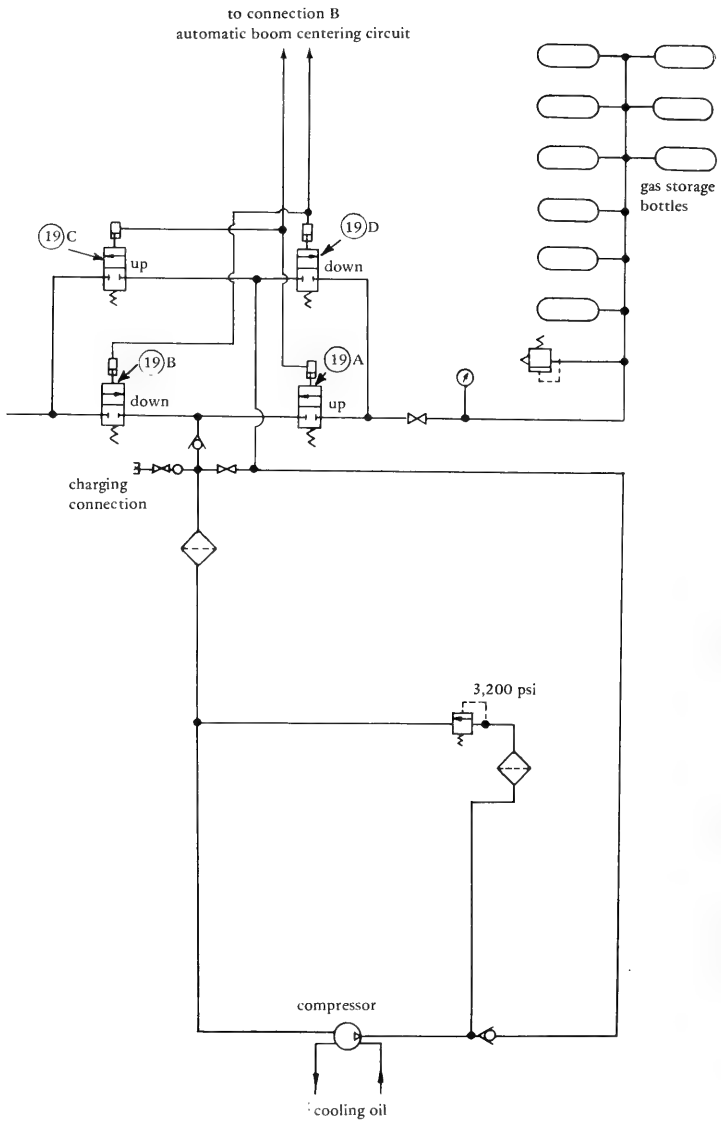 to connection B
automatic boom centering circuit
gas storage
bottles
19 C
19 D
up
down
19 B
19 A
down
up
charging
connection
3,200 psi
compressor
cooling oil